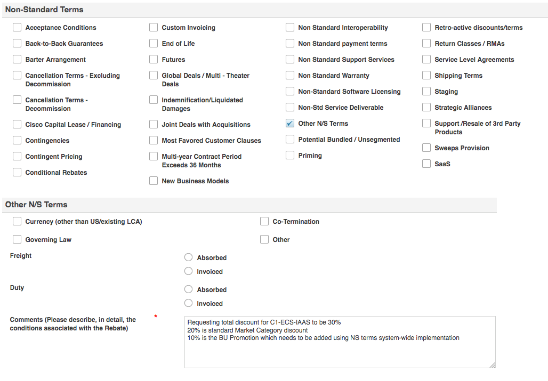 Non-Standard Terms
Acceptance Conditions
Back-to-Back Guarantees
Barter Arrangement
Cancellation Terms - Excluding
Decommission
Cancellation Terms -
Decommission
Cisco Capital Lease / Financing
Contingencies
Contingent Pricing
Conditional Rebates
Custom Invoicing
End of Life
Futures
Global Deals / Multi - Theater
Deals
Indemnification/Liquidated
Damages
Joint Deals with Acquisitions
Most Favored Customer Clauses
Multi-year Contract Period
Exceeds 36 Months
New Business Models
Non Standard Interoperability
Non Standard payment terms
Non Standard Support Services
Non Standard Warranty
Non-Standard Software Licensing
Non-Std Service Deliverable
Other N/S Terms
Potential Bundled / Unsegmented
Priming
Retro-active discounts/terms
Return Classes / RMAs
Service Level Agreements
Shipping Terms
Staging
Strategic Alliances
Support/Resale of 3rd Party
Products
Sweeps Provision
SaaS
Other N/S Terms
Currency (other than US/existing LCA)
Co-Termination
Governing Law
Other
Freight
Absorbed
Invoiced
Duty
Absorbed
Invoiced
Comments (Please describe, in detail, the
conditions associated with the Rebate)
*
Requesting total discount for C1-ECS-IAAS to be 30%
20% is standard Market Category discount
10% is the BU Promotion which needs to be added using NS terms system-wide implementation